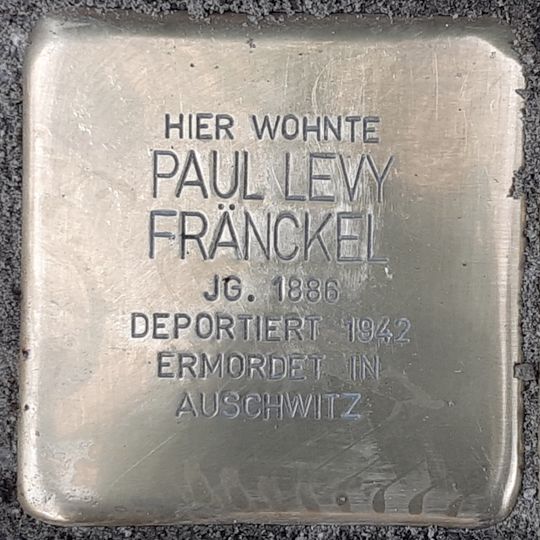 HIER WOHNTE
PAUL LEVY
FRÄNCKEL
JG. 1886
DEPORTIERT 1942
ERMORDET IN
AUSCHWITZ